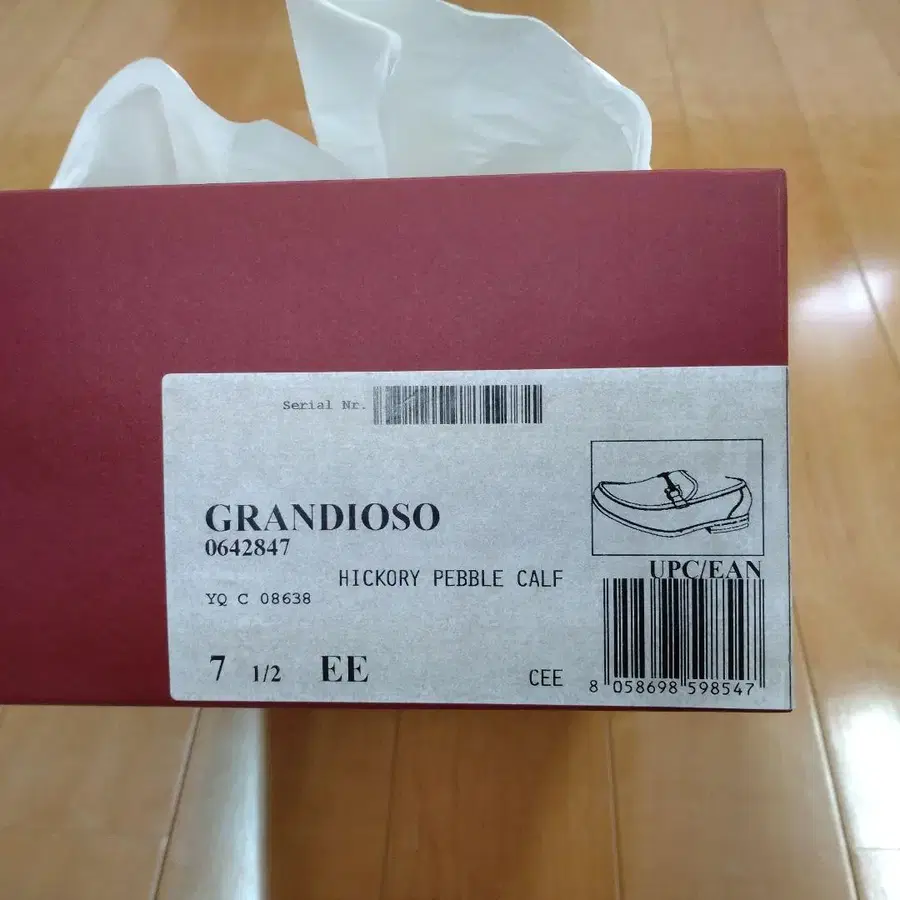 Serial Nr.
GRANDIOSO
0642847
HICKORY PEBBLE CALF
YQ C 08638
UPC/EAN
7 1/2 EE
CEE
8 058698 598547